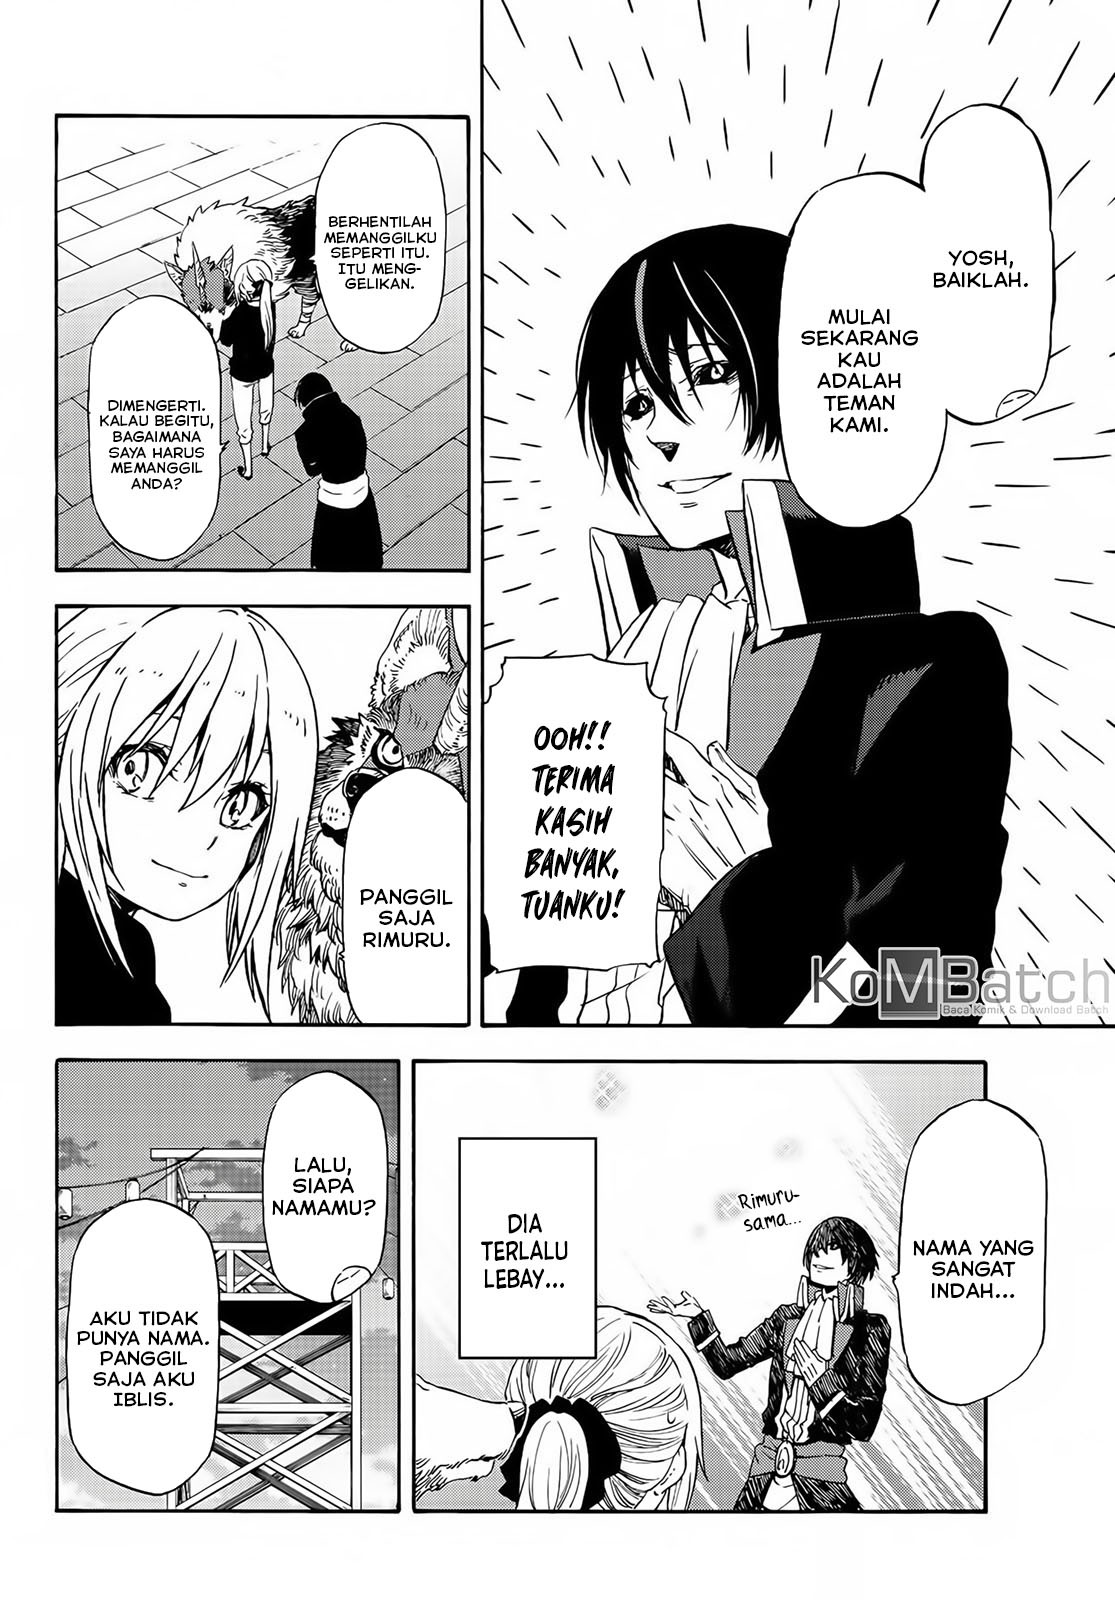 YOSH,
BAIKLAH.
MULAI
SEKARANG
KAU
ADALAH
TEMAN
KAMI.
OOH!!
TERIMA
KASIH
BANYAK,
TUANKU!
BERHENTILAH
MEMANGGILKU
SEPERTI ITU.
ITU MENG-
GELIKAN.
DIMENGERTI.
KALAU BEGITU,
BAGAIMANA
SAYA HARUS
MEMANGGIL
ANDA?
PANGGIL
SAJA
RIMURU.
KoMBatch
Baca Komik & Download Batch
NAMA YANG
SANGAT
INDAH...
Rimuru-
sama...
DIA
TERLALU
LEBAY...
LALU,
SIAPA
NAMAMU?
AKU TIDAK
PUNYA NAMA.
PANGGIL
SAJA AKU
IBLIS.